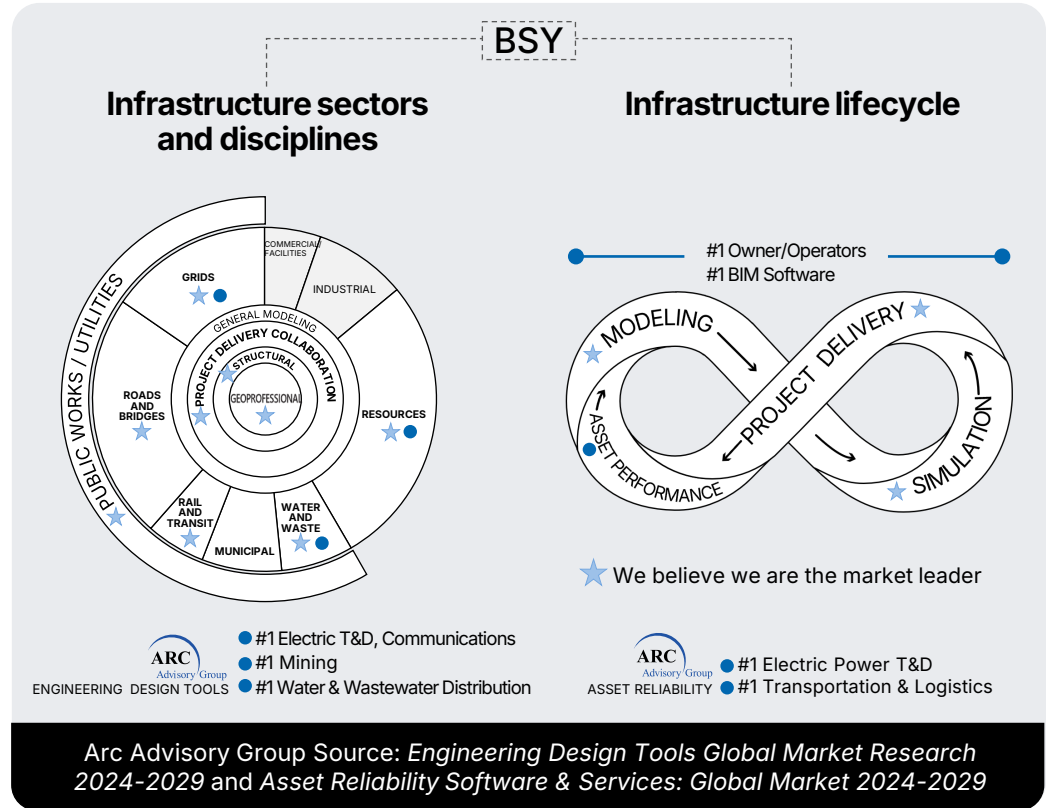 BSY
Infrastructure sectors
and disciplines
PUBLIC WORKS / UTILITIES
COMMERCIAL/
FACILITIES
INDUSTRIAL
GRIDS
GENERAL MODELING
PROJECT DELIVERY COLLABORATION
STRUCTURAL
GEOPROFESSIONAL
ROADS
AND
BRIDGES
RESOURCES
RAIL
AND
TRANSIT
MUNICIPAL
WATER
AND
WASTE
ARC
Advisory Group
ENGINEERING DESIGN TOOLS
#1 Electric T&D, Communications
#1 Mining
#1 Water & Wastewater Distribution
Infrastructure lifecycle
#1 Owner/Operators
#1 BIM Software
MODELING
PROJECT DELIVERY
ASSET PERFORMANCE
SIMULATION
We believe we are the market leader
ARC
Advisory Group
ASSET RELIABILITY
#1 Electric Power T&D
#1 Transportation & Logistics
Arc Advisory Group Source: Engineering Design Tools Global Market Research
2024-2029 and Asset Reliability Software & Services: Global Market 2024-2029